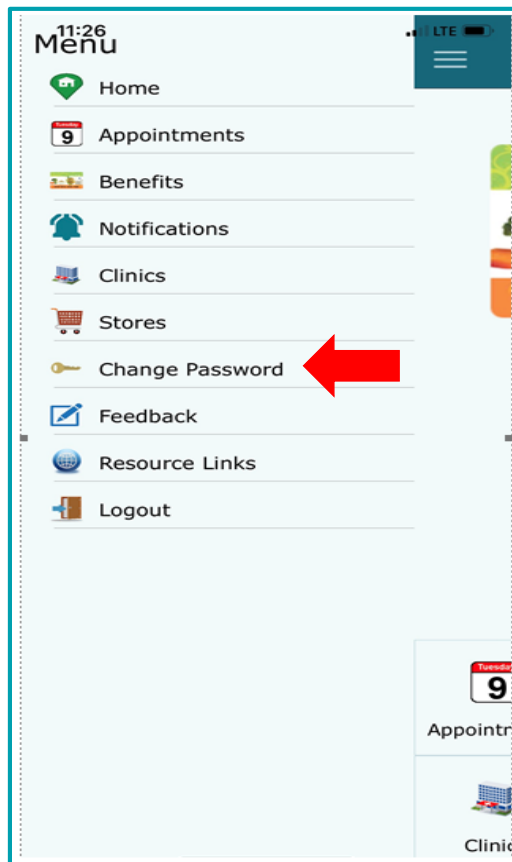 11:26
LTE
Menu
Home
Tuesday
9
Appointments
Benefits
Notifications
Clinics
Stores
Change Password
Feedback
Resource Links
Logout
9